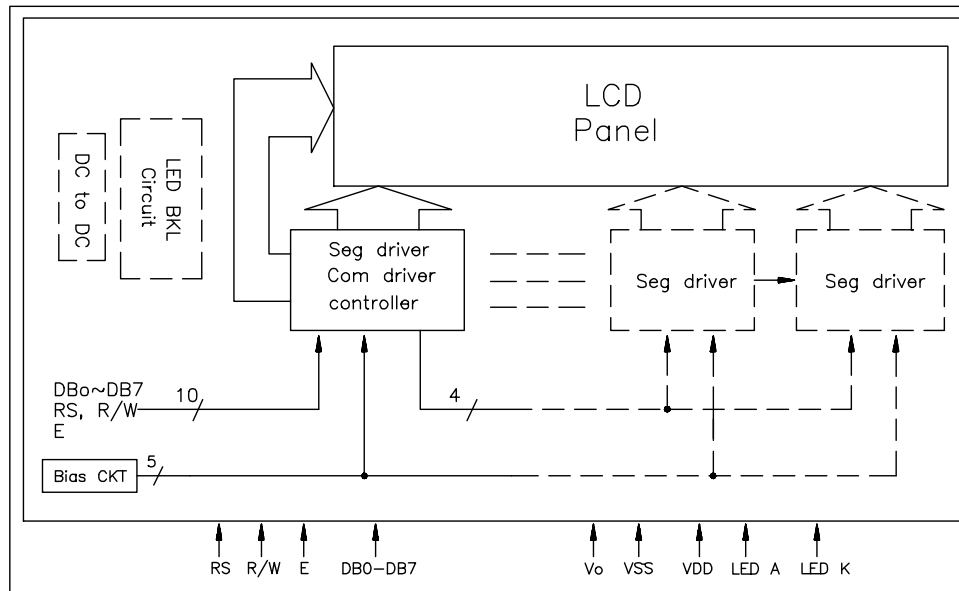 LCD
Panel
DC to DC
LED BKL
Circuit
Seg driver
Com driver
controller
Seg driver
Seg driver
DBo~DB7
RS, R/W
E
10
4
Bias CKT
5
RS
R/W
E
DB0-DB7
Vo
VSS
VDD
LED A
LED K